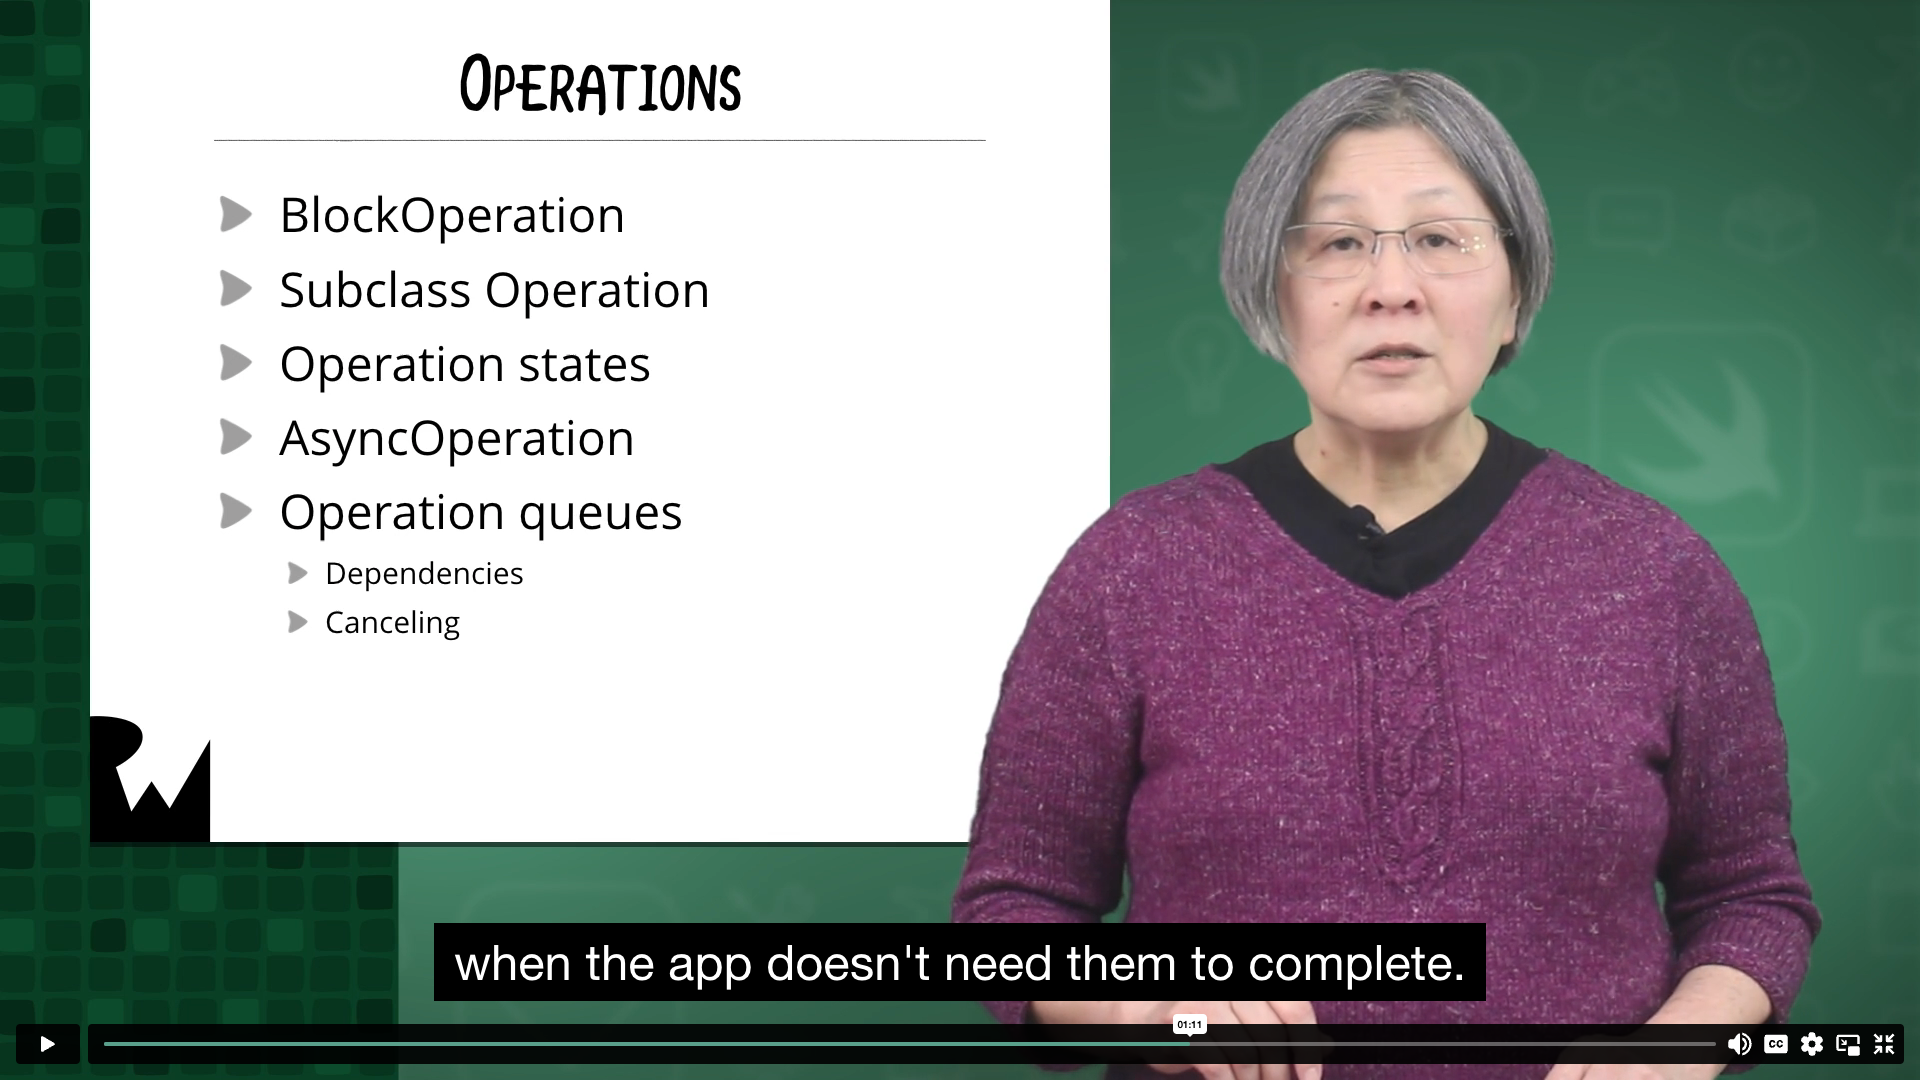 OPERATIONS
BlockOperation
Subclass Operation
Operation states
AsyncOperation
Operation queues
Dependencies
Canceling
RW
when the app doesn't need them to complete.
01:11
CC